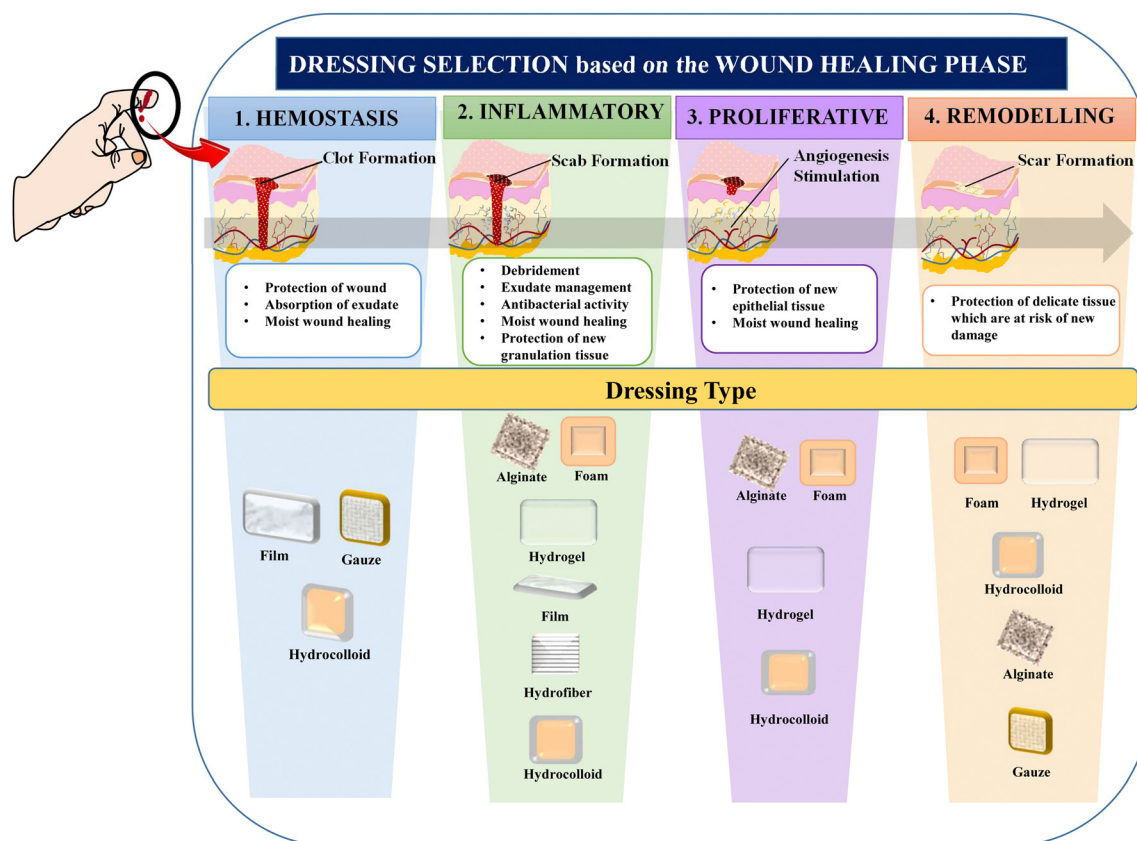 DRESSING SELECTION based on the WOUND HEALING PHASE
1. HEMOSTASIS
Clot Formation
• Protection of wound
• Absorption of exudate
• Moist wound healing
2. INFLAMMATORY
Scab Formation
• Debridement
• Exudate management
• Antibacterial activity
• Moist wound healing
• Protection of new
granulation tissue
3. PROLIFERATIVE
Angiogenesis
Stimulation
• Protection of new
epithelial tissue
• Moist wound healing
4. REMODELLING
Scar Formation
• Protection of delicate tissue
which are at risk of new
damage
Dressing Type
Film
Gauze
Hydrocolloid
Alginate
Foam
Hydrogel
Film
Hydrofiber
Hydrocolloid
Alginate
Foam
Hydrogel
Hydrocolloid
Foam
Hydrogel
Hydrocolloid
Alginate
Gauze